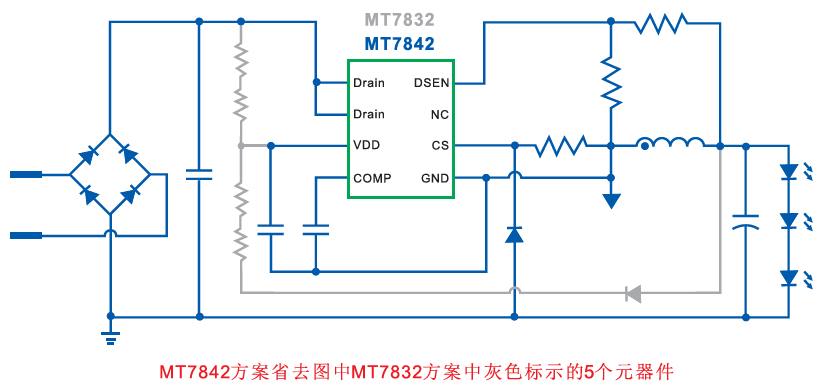 MT7832
MT7842
Drain
DSEN
Drain
NC
VDD
CS
COMP
GND
MT7842方案省去图中MT7832方案中灰色标示的5个元器件